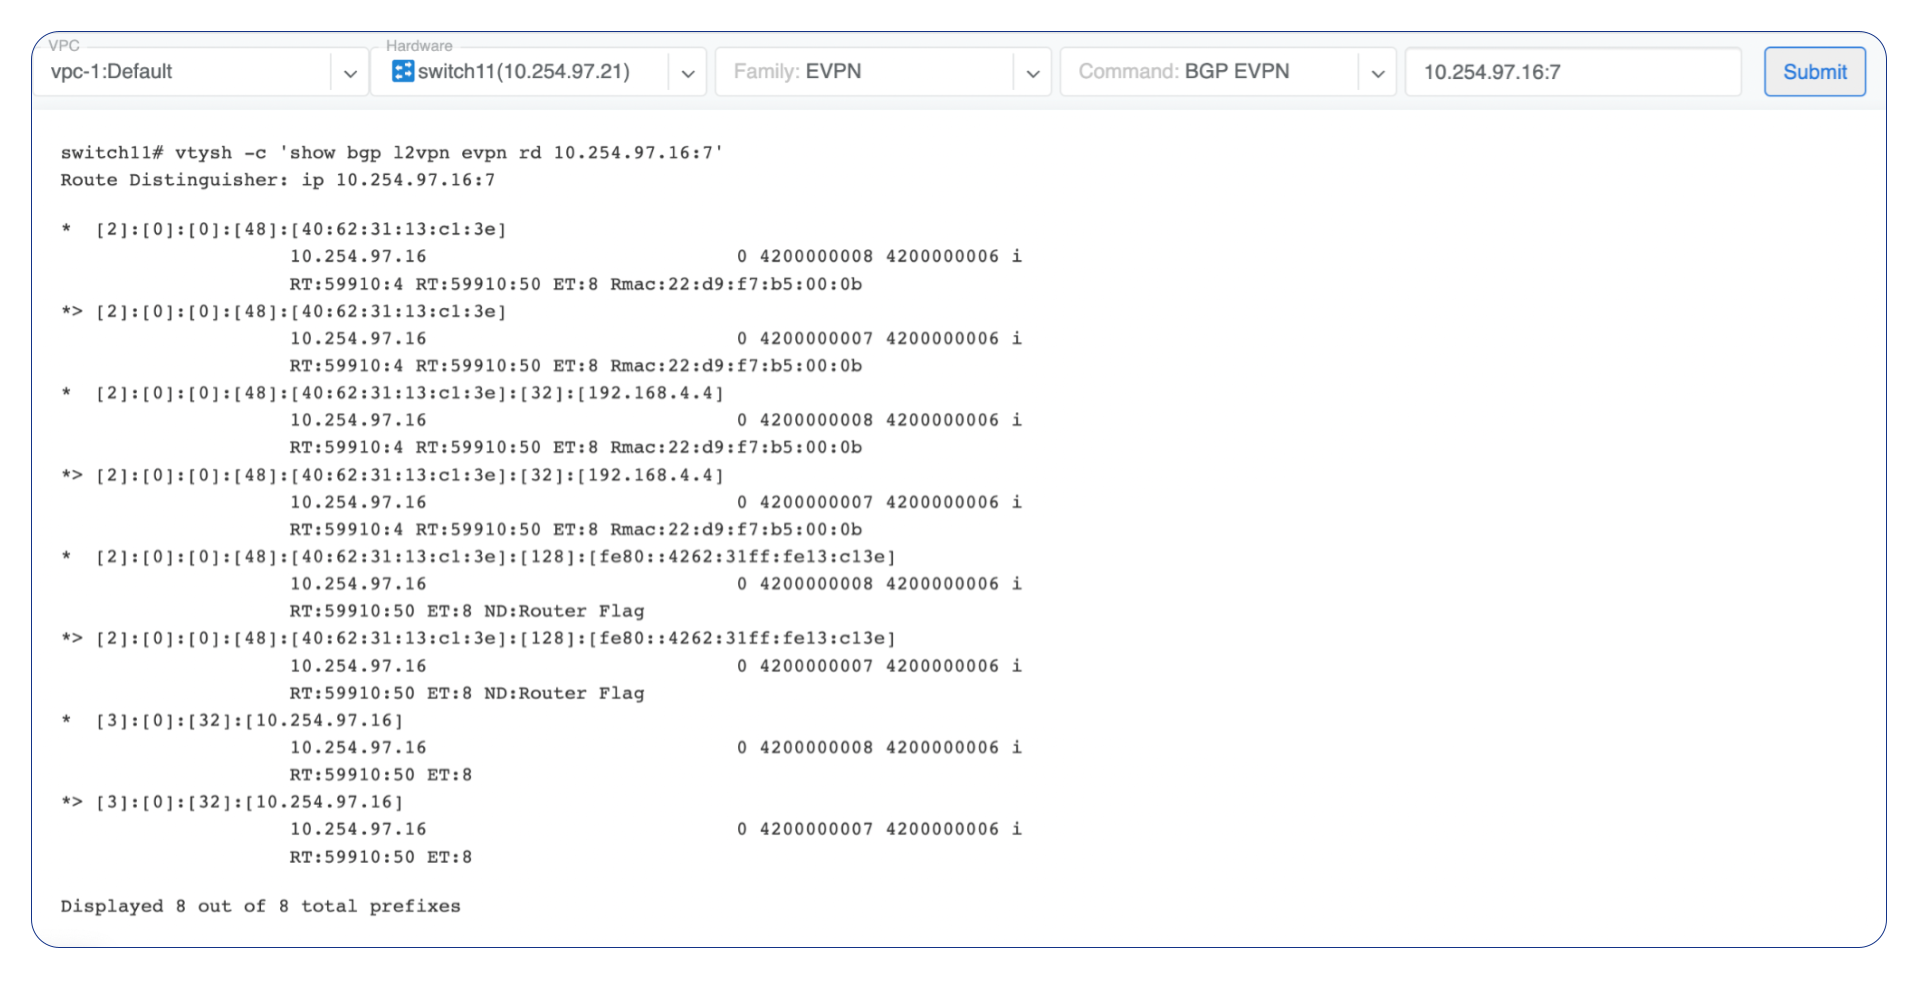 VPC
Hardware
vpc-1:Default
switch11(10.254.97.21)
Family: EVPN
Command: BGP EVPN
10.254.97.16:7
Submit
switch11# vtysh -c 'show bgp l2vpn evpn rd 10.254.97.16:7'
Route Distinguisher: ip 10.254.97.16:7
*  [2]:[0]:[0]:[48]:[40:62:31:13:c1:3e]
                    10.254.97.16                           0 4200000008 4200000006 i
                    RT:59910:4 RT:59910:50 ET:8 Rmac:22:d9:f7:b5:00:0b
*> [2]:[0]:[0]:[48]:[40:62:31:13:c1:3e]
                    10.254.97.16                           0 4200000007 4200000006 i
                    RT:59910:4 RT:59910:50 ET:8 Rmac:22:d9:f7:b5:00:0b
*  [2]:[0]:[0]:[48]:[40:62:31:13:c1:3e]:[32]:[192.168.4.4]
                    10.254.97.16                           0 4200000008 4200000006 i
                    RT:59910:4 RT:59910:50 ET:8 Rmac:22:d9:f7:b5:00:0b
*> [2]:[0]:[0]:[48]:[40:62:31:13:c1:3e]:[32]:[192.168.4.4]
                    10.254.97.16                           0 4200000007 4200000006 i
                    RT:59910:4 RT:59910:50 ET:8 Rmac:22:d9:f7:b5:00:0b
*  [2]:[0]:[0]:[48]:[40:62:31:13:c1:3e]:[128]:[fe80::4262:31ff:fe13:c13e]
                    10.254.97.16                           0 4200000008 4200000006 i
                    RT:59910:50 ET:8 ND:Router Flag
*> [2]:[0]:[0]:[48]:[40:62:31:13:c1:3e]:[128]:[fe80::4262:31ff:fe13:c13e]
                    10.254.97.16                           0 4200000007 4200000006 i
                    RT:59910:50 ET:8 ND:Router Flag
*  [3]:[0]:[32]:[10.254.97.16]
                    10.254.97.16                           0 4200000008 4200000006 i
                    RT:59910:50 ET:8
*> [3]:[0]:[32]:[10.254.97.16]
                    10.254.97.16                           0 4200000007 4200000006 i
                    RT:59910:50 ET:8
Displayed 8 out of 8 total prefixes